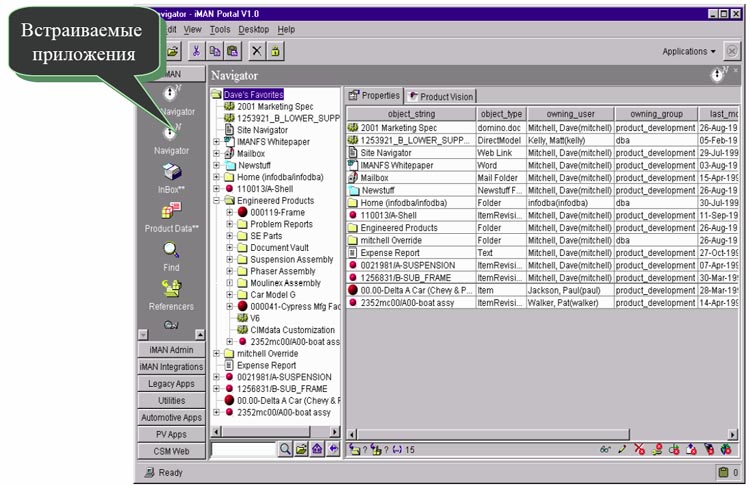 Встраиваемые
приложения
Navigator - iMAN Portal V1.0
View Tools Desktop Help
Applications
iMAN
Navigator
Navigator
InBox**
Product Data**
Find
Referencers
iMAN Admin
iMAN Integrations
Legacy Apps
Utilities
Automotive Apps
PV Apps
CSM Web
Navigator
Dave's Favorites
2001 Marketing Spec
1253921_B_LOWER_SUPP
Site Navigator
IMANFS Whitepaper
Mailbox
Newstuff
Home (infodba/infodba)
110013/A-Shell
Engineered Products
000119-Frame
Problem Reports
SE Parts
Document Vault
Suspension Assembly
Phaser Assembly
Moulinex Assembly
Car Model G
000041-Cypress Mfg Fac
V6
CIMdata Customization
2352mc00/A00-boat ass
mitchell Override
Expense Report
0021981/A-SUSPENSION
1256831/B-SUB_FRAME
00.00-Delta A Car (Chevy & F
2352mc00/A00-boat assy
Properties Product Vision
object_string object_type owning_user owning_group last_mo
2001 Marketing Spec domino.doc Mitchell, Dave(mitchell) product_development 26-Aug-19
1253921_B_LOWER_SUPP... DirectModel Kelly, Matt(kelly) dba 05-Feb-19
Site Navigator Web Link Mitchell, Dave(mitchell) product_development 29-Jul-199
IMANFS Whitepaper Word Mitchell, Dave(mitchell) product_development 03-Aug-19
Mailbox Mail Folder Mitchell, Dave(mitchell) product_development 15-Apr-199
Newstuff Newstuff F... Mitchell, Dave(mitchell) product_development 26-Aug-19
Home (infodba/infodba) Folder infodba(infodba) dba 30-Jul-199
110013/A-Shell ItemRevisi... Mitchell, Dave(mitchell) product_development 11-Sep-19
Engineered Products Folder Mitchell, Dave(mitchell) product_development 26-Aug-19
mitchell Override Folder Mitchell, Dave(mitchell) dba 26-Aug-19
Expense Report Text Mitchell, Dave(mitchell) product_development 27-Oct-199
0021981/A-SUSPENSION ItemRevisi... Mitchell, Dave(mitchell) product_development 07-Apr-199
1256831/B-SUB_FRAME ItemRevisi... Mitchell, Dave(mitchell) product_development 30-Mar-19
00.00-Delta A Car (Chevy & P... Item Jackson, Paul(paul) product_development 28-Mar-19
2352mc00/A00-boat assy ItemRevisi... Walker, Pat(walker) product_development 14-Apr-199
? ? 15
Ready
0